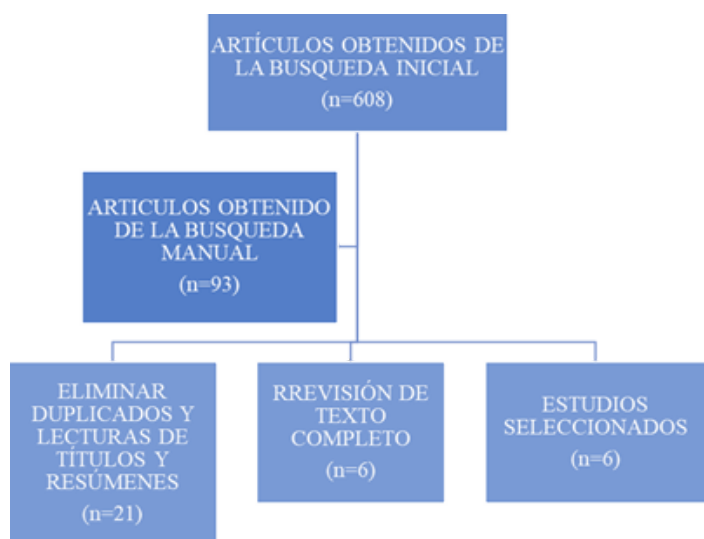 ARTÍCULOS OBTENIDOS DE
LA BUSQUEDA INICIAL
(n=608)
ARTICULOS OBTENIDO
DE LA BUSQUEDA
MANUAL
(n=93)
ELIMINAR
DUPLICADOS Y
LECTURAS DE
TÍTULOS Y
RESÚMENES
(n=21)
RREVISIÓN DE
TEXTO
COMPLETO
(n=6)
ESTUDIOS
SELECCIONADOS
(n=6)